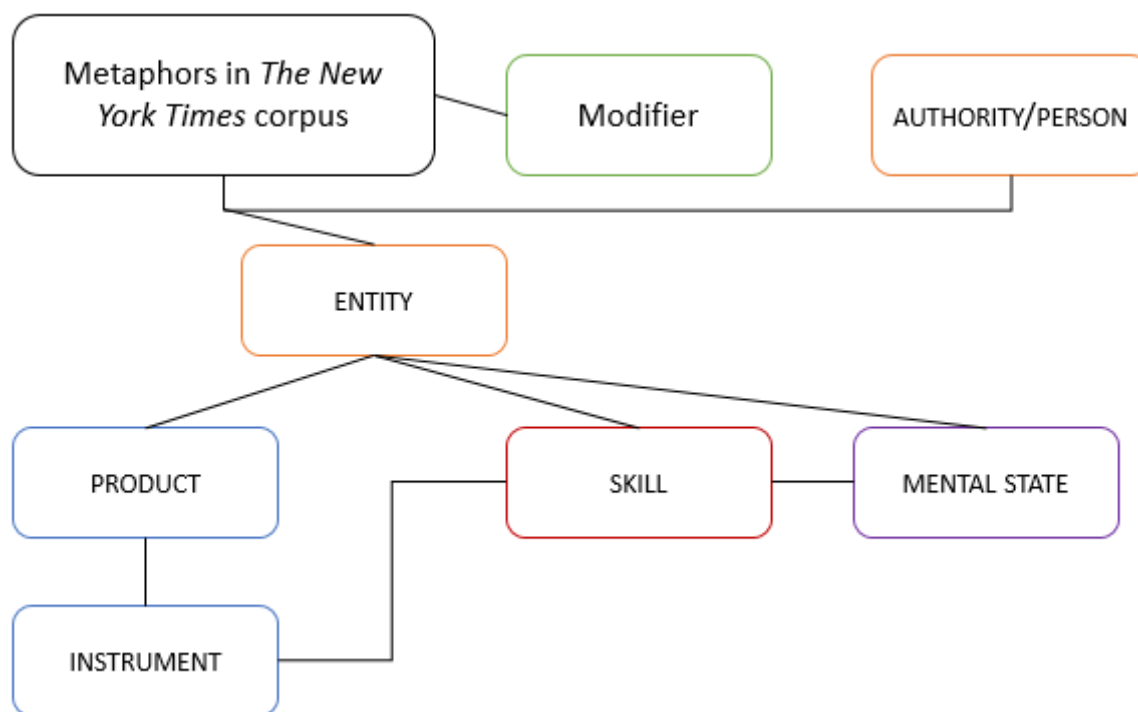 Metaphors in The New
York Times corpus
Modifier
AUTHORITY/PERSON
ENTITY
PRODUCT
SKILL
MENTAL STATE
INSTRUMENT